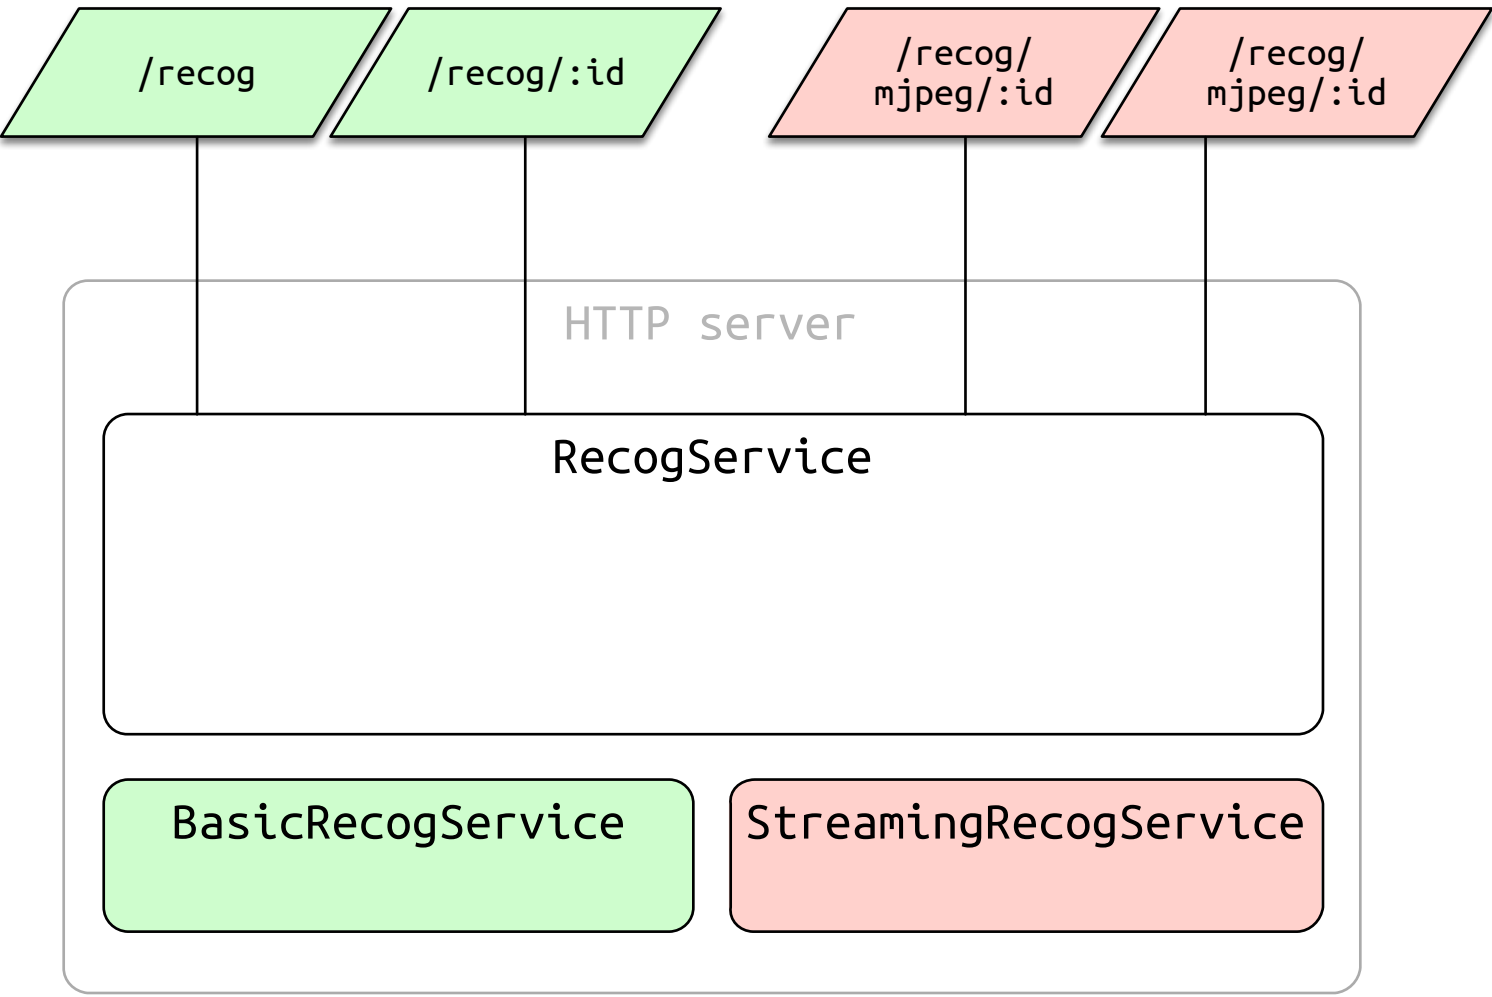 /recog
/recog/:id
/recog/
mjpeg/:id
/recog/
mjpeg/:id
HTTP server
RecogService
BasicRecogService
StreamingRecogService